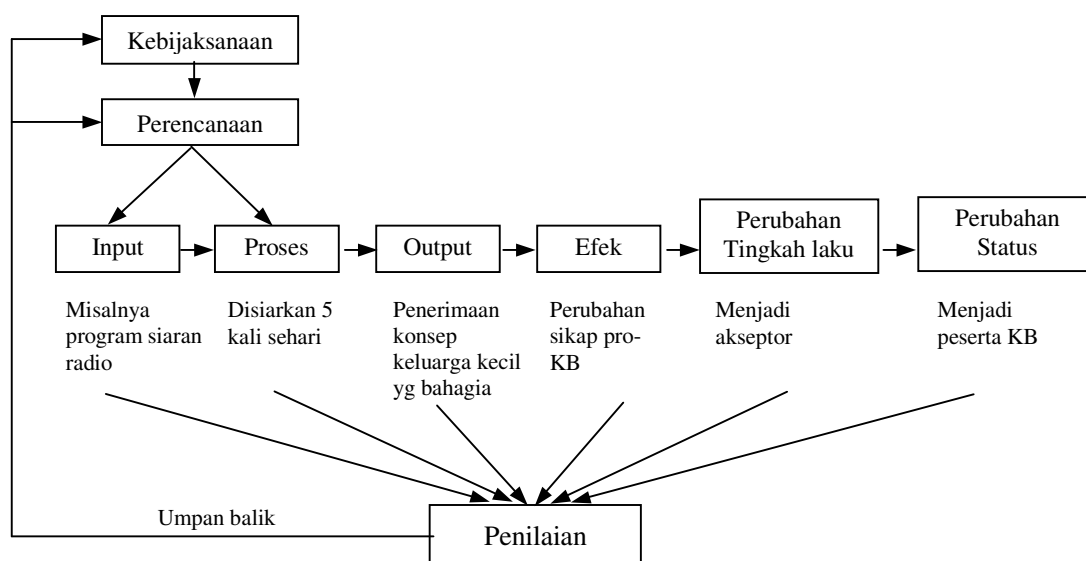 Kebijaksanaan
Perencanaan
Input
Proses
Output
Efek
Perubahan
Tingkah laku
Perubahan
Status
Misalnya
program siaran
radio
Disiarkan 5
kali sehari
Penerimaan
konsep
keluarga kecil
yg bahagia
Perubahan
sikap pro-
KB
Menjadi
akseptor
Menjadi
peserta KB
Umpan balik
Penilaian